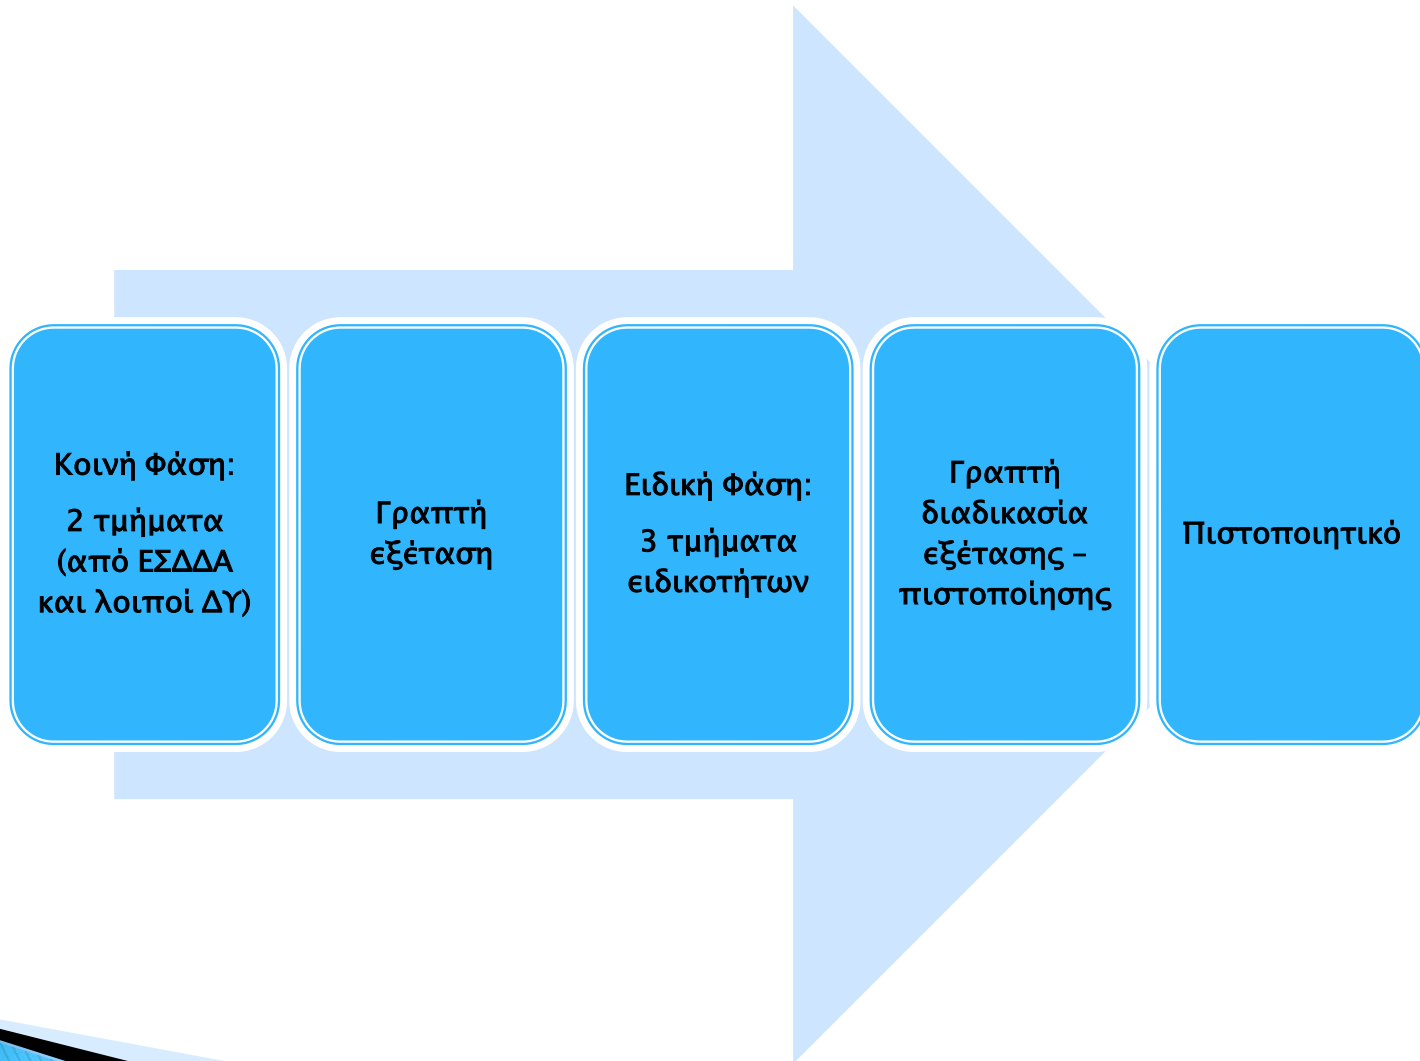 Κοινή Φάση:
2 τμήματα
(από ΕΣΔΔΑ
και λοιποί ΔΥ)
Γραπτή
εξέταση
Ειδική Φάση:
3 τμήματα
ειδικοτήτων
Γραπτή
διαδικασία
εξέτασης –
πιστοποίησης
Πιστοποιητικό